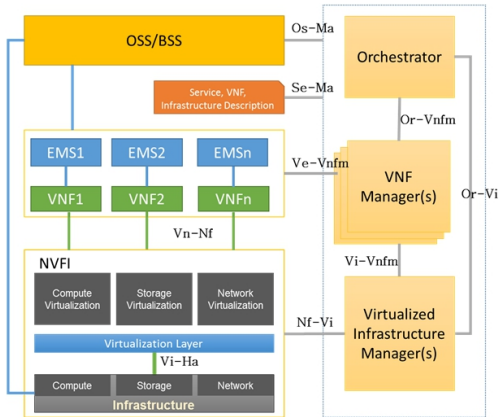 OSS/BSS
Os-Ma
Orchestrator
Se-Ma
Service, VNF,
Infrastructure Description
Or-Vnfm
EMS1
EMS2
EMSn
Ve-Vnfm
VNF
Manager(s)
Or-Vi
VNF1
VNF2
VNFn
Vn-Nf
Vi-Vnfm
NVFI
Compute
Virtualization
Storage
Virtualization
Network
Virtualization
Nf-Vi
Virtualized
Infrastructure
Manager(s)
Virtualization Layer
Vi-Ha
Compute
Storage
Network
Infrastructure